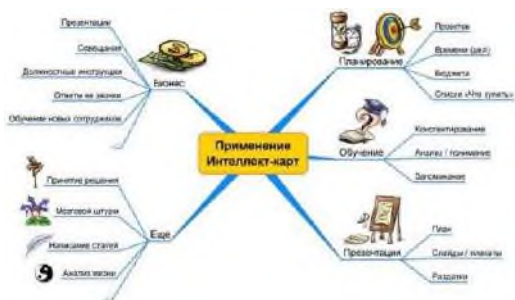 Применение
Интеллект-карт
Бизнес
Презентации
Совещания
Должностные инструкции
Ответы на звонки
Обучение новых сотрудников
Планирование
Проектов
Времени (дел)
Бюджета
Список «Что купить»
Обучение
Конспектирование
Анализ / понимание
Запоминание
Презентации
План
Слайды / плакаты
Раздатки
Еще
Принятие решения
Мозговой штурм
Написание статей
Анализ жизни